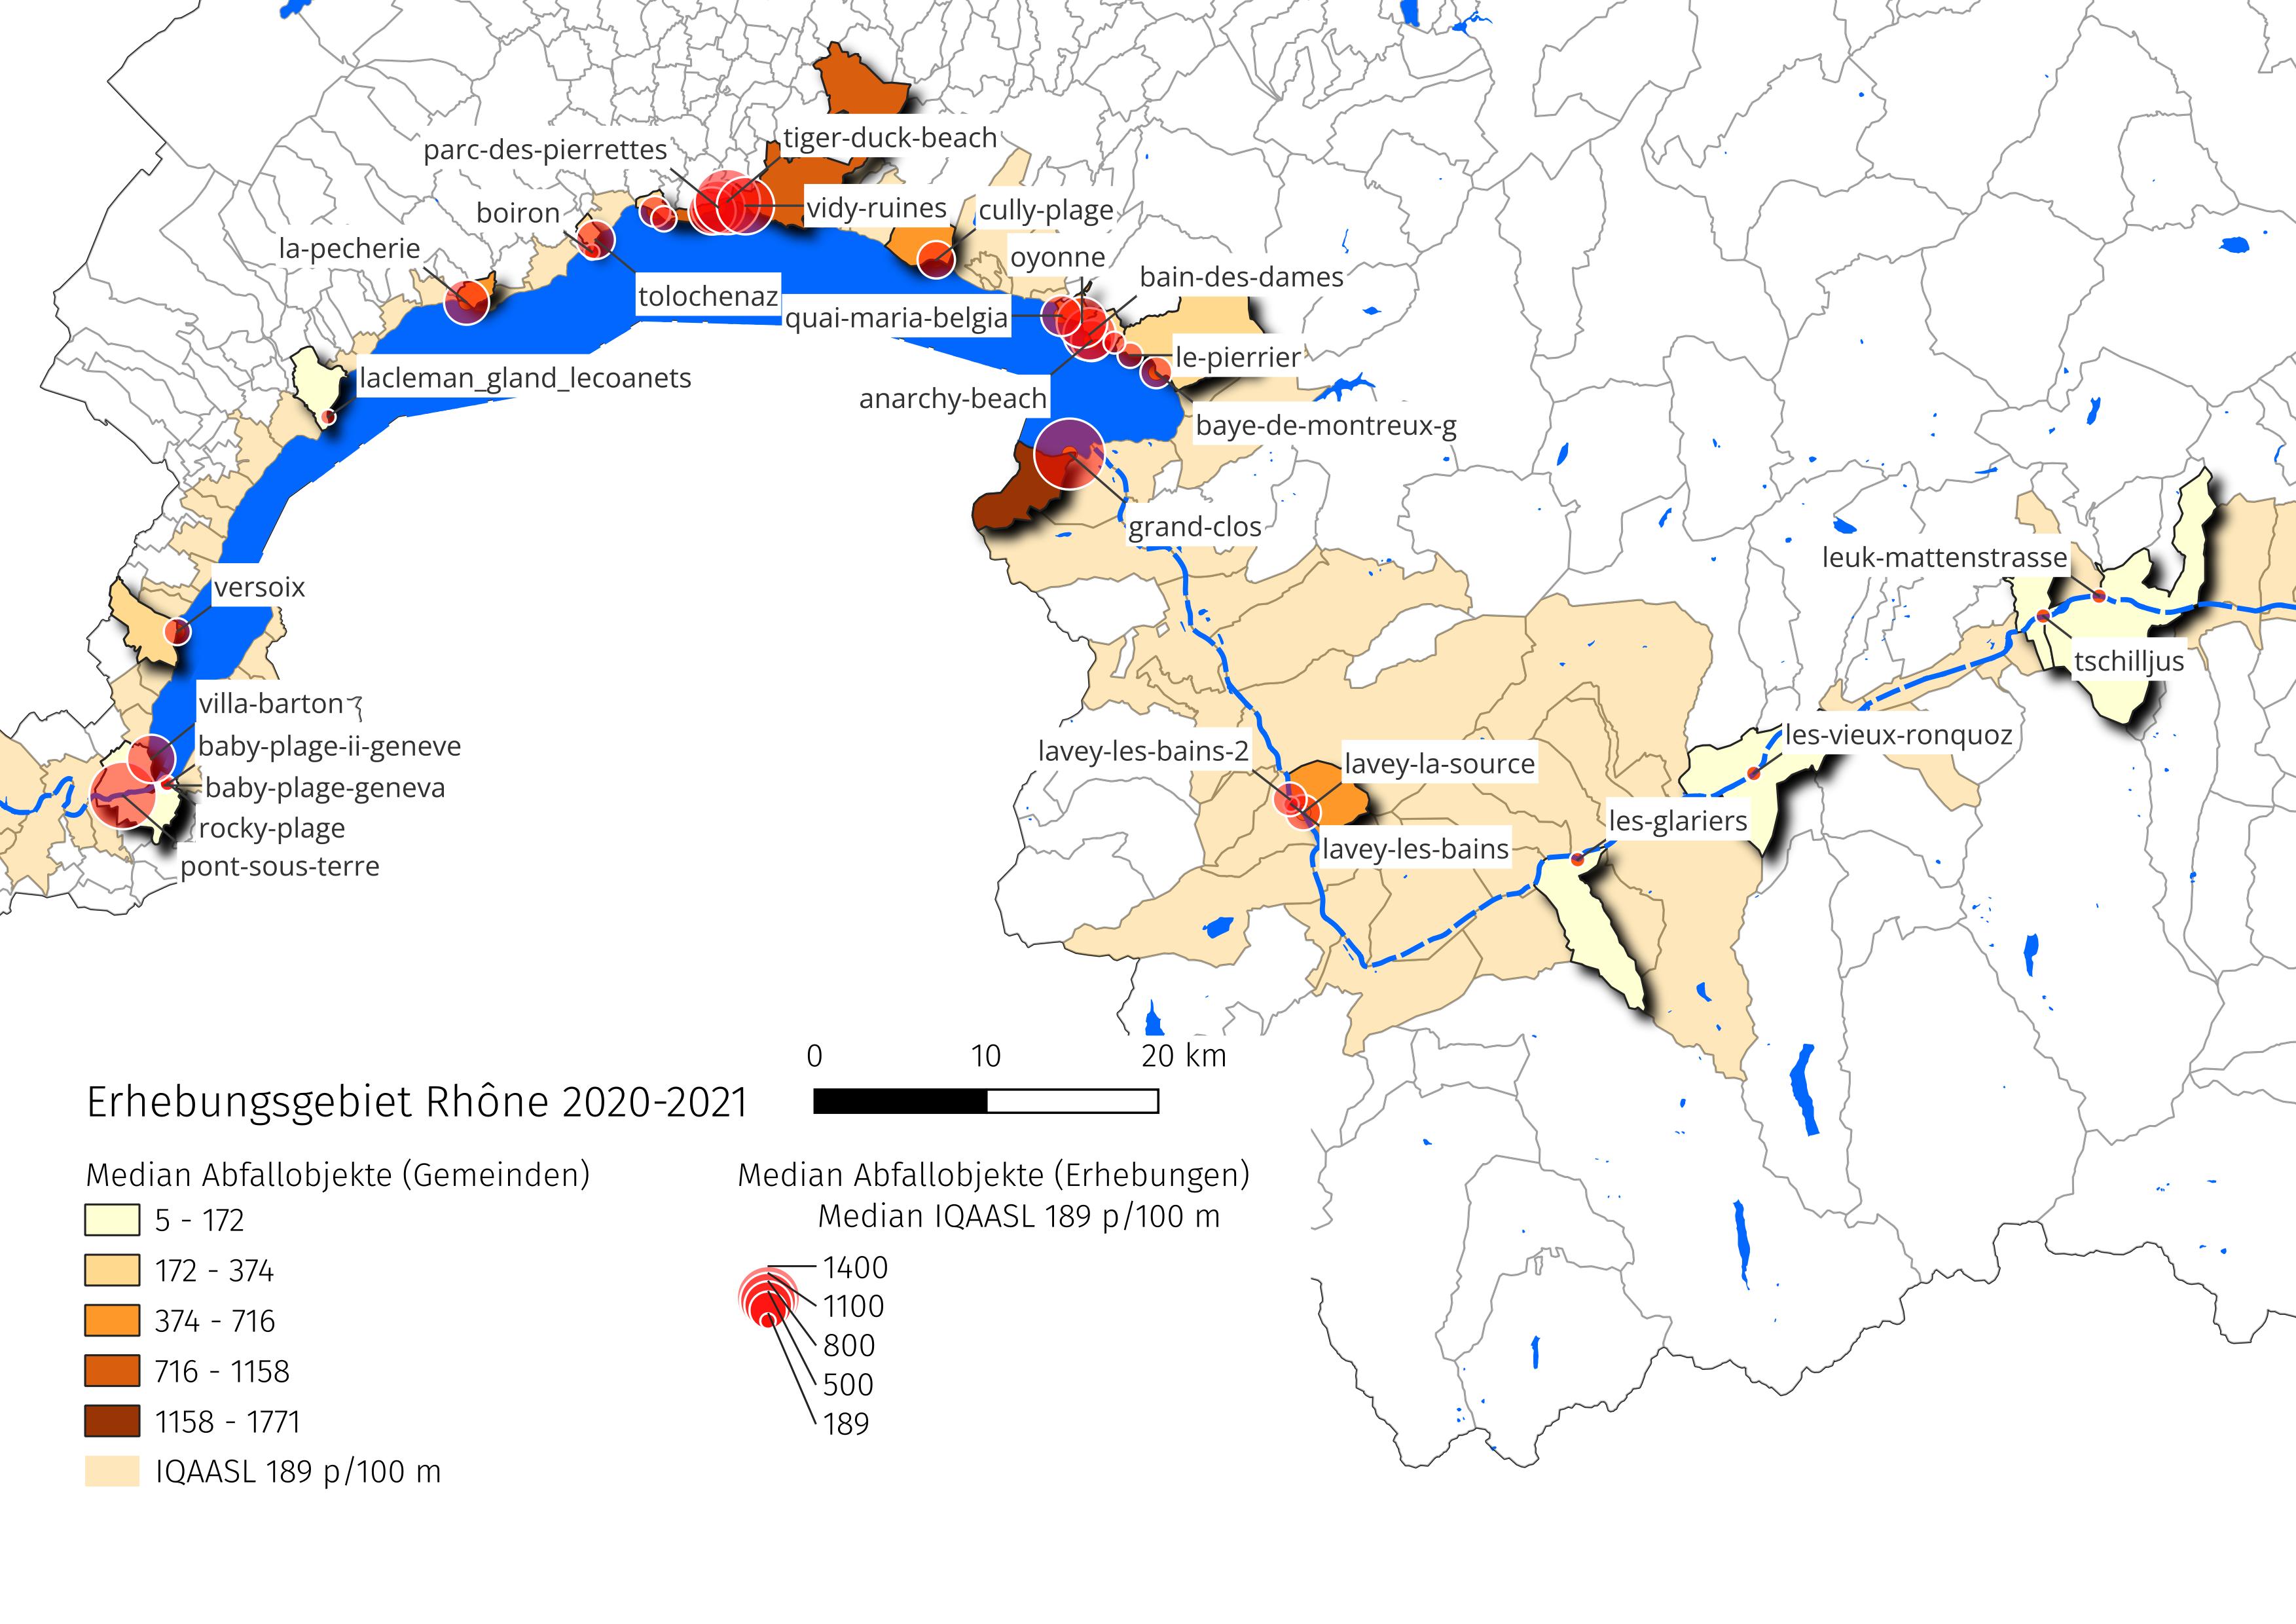 tiger-duck-beach
parc-des-pierrettes
boiron
vidy-ruines
cully-plage
la-pecherie
oyonne
bain-des-dames
tolochenaz
quai-maria-belgia
le-pierrier
lacleman_gland_lecoanets
anarchy-beach
baye-de-montreux-g
grand-clos
leuk-mattenstrasse
versoix
tschilljus
villa-barton
les-vieux-ronquoz
baby-plage-ii-geneve
lavey-les-bains-2
lavey-la-source
baby-plage-geneva
les-glariers
rocky-plage
lavey-les-bains
pont-sous-terre
0 10 20 km
Erhebungsgebiet Rhône 2020-2021
Median Abfallobjekte (Gemeinden)
5 - 172
172 - 374
374 - 716
716 - 1158
1158 - 1771
IQAASL 189 p/100 m
Median Abfallobjekte (Erhebungen)
Median IQAASL 189 p/100 m
1400
1100
800
500
189